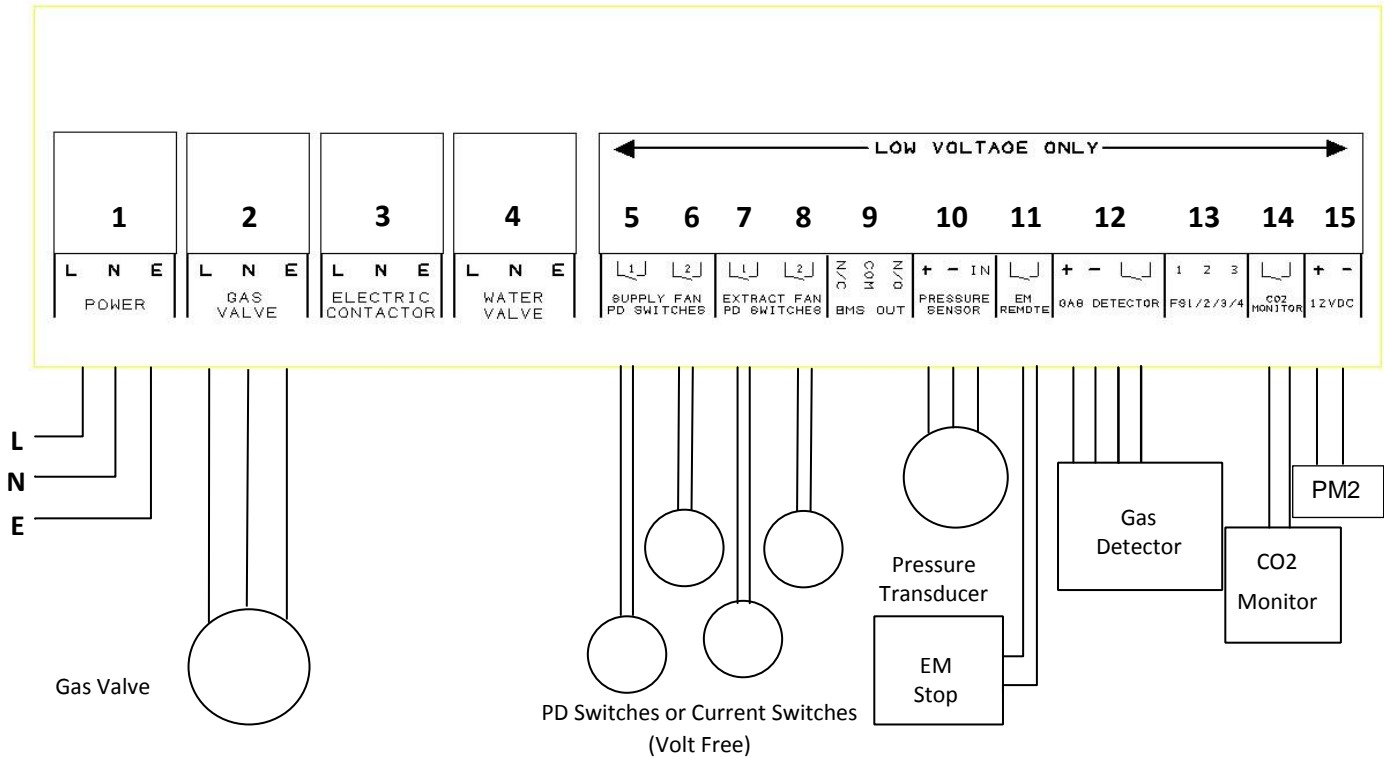 LOW VOLTAGE ONLY
1 2 3 4 5 6 7 8 9 10 11 12 13 14 15
L N E
POWER
L N E
GAS
VALVE
L N E
ELECTRIC
CONTACTOR
L N E
WATER
VALVE
1 2
SUPPLY FAN
PD SWITCHES
1 2
EXTRACT FAN
PD SWITCHES
N/C COM N/O
BMS OUT
+ - IN
PRESSURE
SENSOR
EM
REMOTE
+ -
GAS DETECTOR
1 2 3
FS1/2/3/4
CO2
MONITOR
+ -
12VDC
L
N
E
Gas Valve
PD Switches or Current Switches
(Volt Free)
Pressure
Transducer
EM
Stop
Gas
Detector
CO2
Monitor
PM2